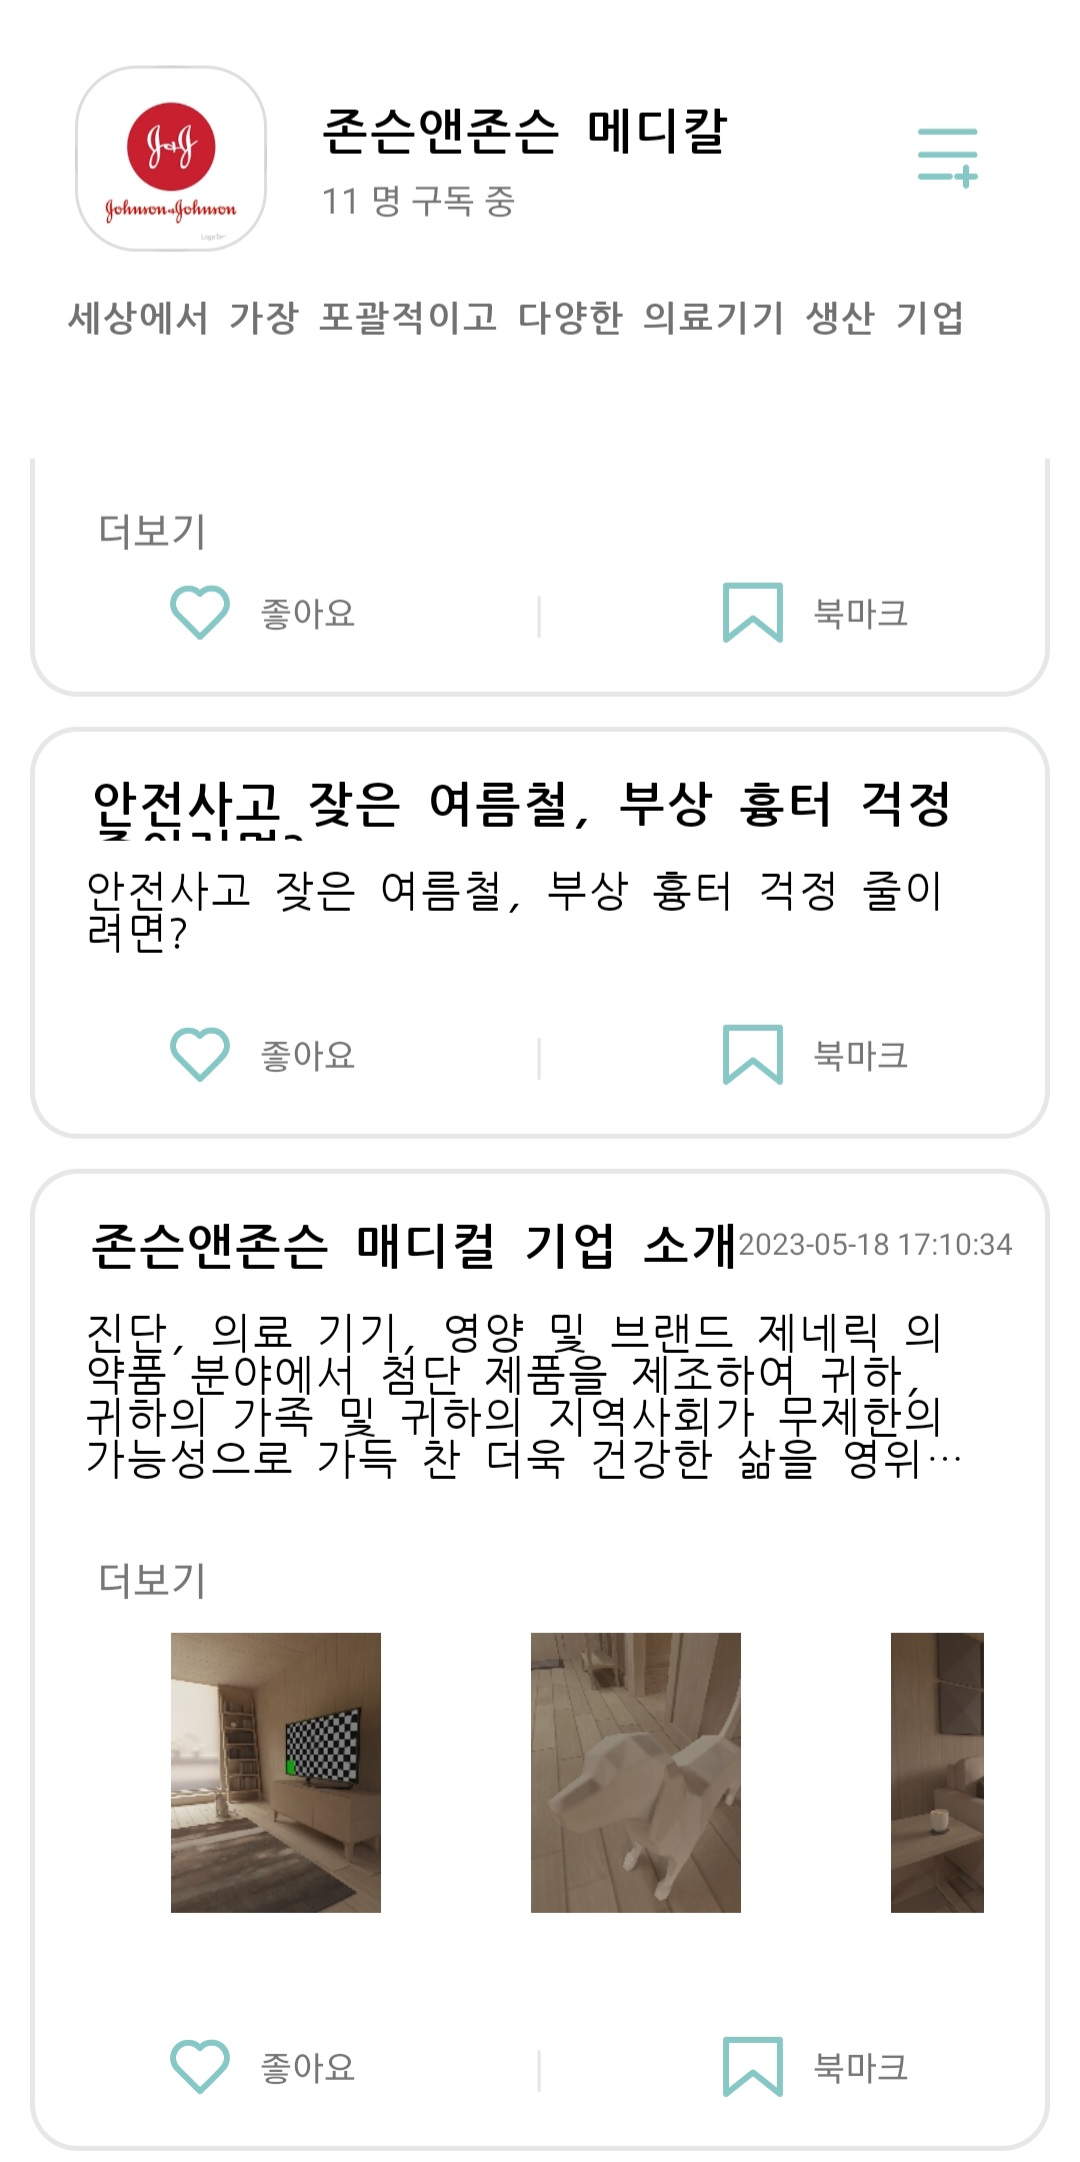 J&J
Johnson&Johnson
존슨앤존슨 메디칼
11 명 구독 중
세상에서 가장 포괄적이고 다양한 의료기기 생산 기업
더보기
좋아요
북마크
안전사고 잦은 여름철, 부상 흉터 걱정
줄이려면?
안전사고 잦은 여름철, 부상 흉터 걱정 줄이
려면?
좋아요
북마크
존슨앤존슨 매디컬 기업 소개 2023-05-18 17:10:34
진단, 의료 기기, 영양 및 브랜드 제네릭 의
약품 분야에서 첨단 제품을 제조하여 귀하,
귀하의 가족 및 귀하의 지역사회가 무제한의
가능성으로 가득 찬 더욱 건강한 삶을 영위…
더보기
좋아요
북마크